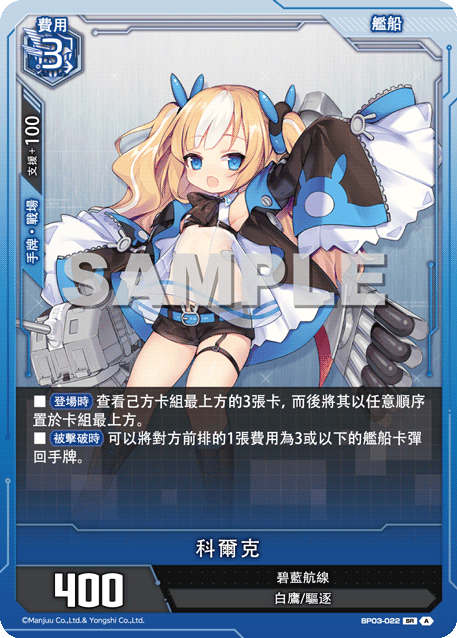 費用
3
艦船
支援+100
手牌・戰場
SAMPLE
■ 登場時 查看己方卡組最上方的3張卡, 而後將其以任意順序
置於卡組最上方。
■ 被擊破時 可以將對方前排的1張費用為3或以下的艦船卡彈
回手牌。
科爾克
400
碧藍航線
白鷹/驅逐
©Manjuu Co.,Ltd.& Yongshi Co.,Ltd.
BP03-022 SR A